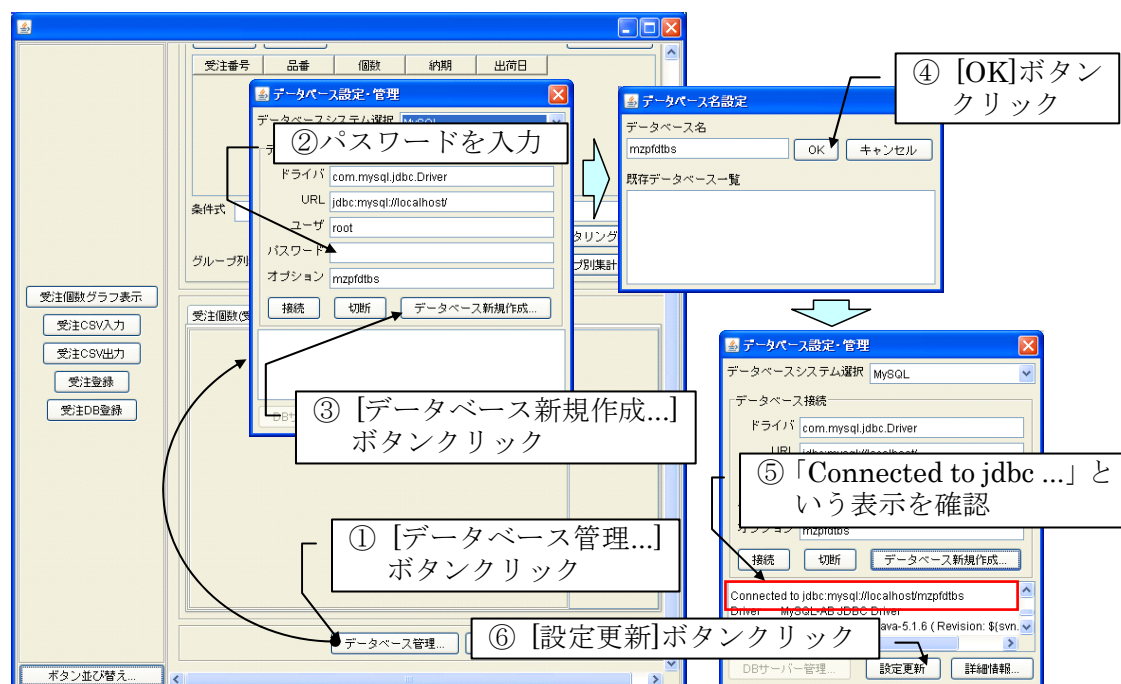 受注番号 品番 個数 納期 出荷日
条件式
グループ列
タリング
プ別集計
受注個数グラフ表示
受注CSV入力
受注CSV出力
受注登録
受注DB登録
ボタン並び替え...
受注個数(受
データベース管理...
データベース設定・管理
データベースシステム選択 MySQL
ドライバ com.mysql.jdbc.Driver
URL jdbc:mysql://localhost/
ユーザ root
パスワード
オプション mzpfdtbs
接続 切断 データベース新規作成...
① [データベース管理...]
ボタンクリック
②パスワードを入力
③ [データベース新規作成...]
ボタンクリック
データベース名設定
データベース名
mzpfdtbs OK キャンセル
既存データベース一覧
④ [OK]ボタン
クリック
データベース設定・管理
データベースシステム選択 MySQL
データベース接続
ドライバ com.mysql.jdbc.Driver
URL jdbc:mysql://localhost/
オプション mzpfdtbs
接続 切断 データベース新規作成...
Connected to jdbc:mysql://localhost/mzpfdtbs
Driver MySQL-AB JDBC Driver
ava-5.1.6 ( Revision: ${svn.
DBサーバー管理... 設定更新 詳細情報...
⑤「Connected to jdbc ...」と
いう表示を確認
⑥ [設定更新]ボタンクリック